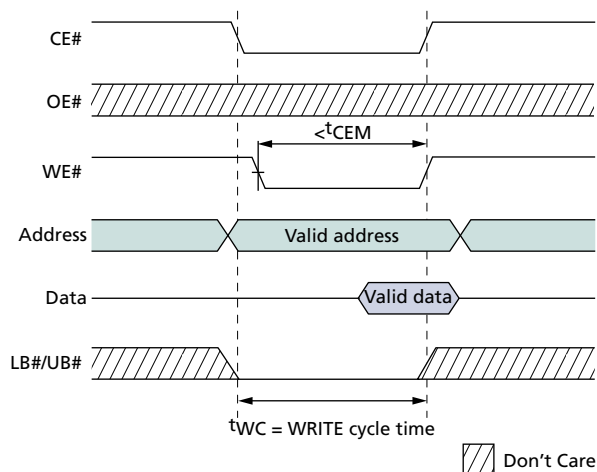 CE#
OE#
<tCEM
WE#
Address
Valid address
Data
Valid data
LB#/UB#
tWC = WRITE cycle time
Don't Care